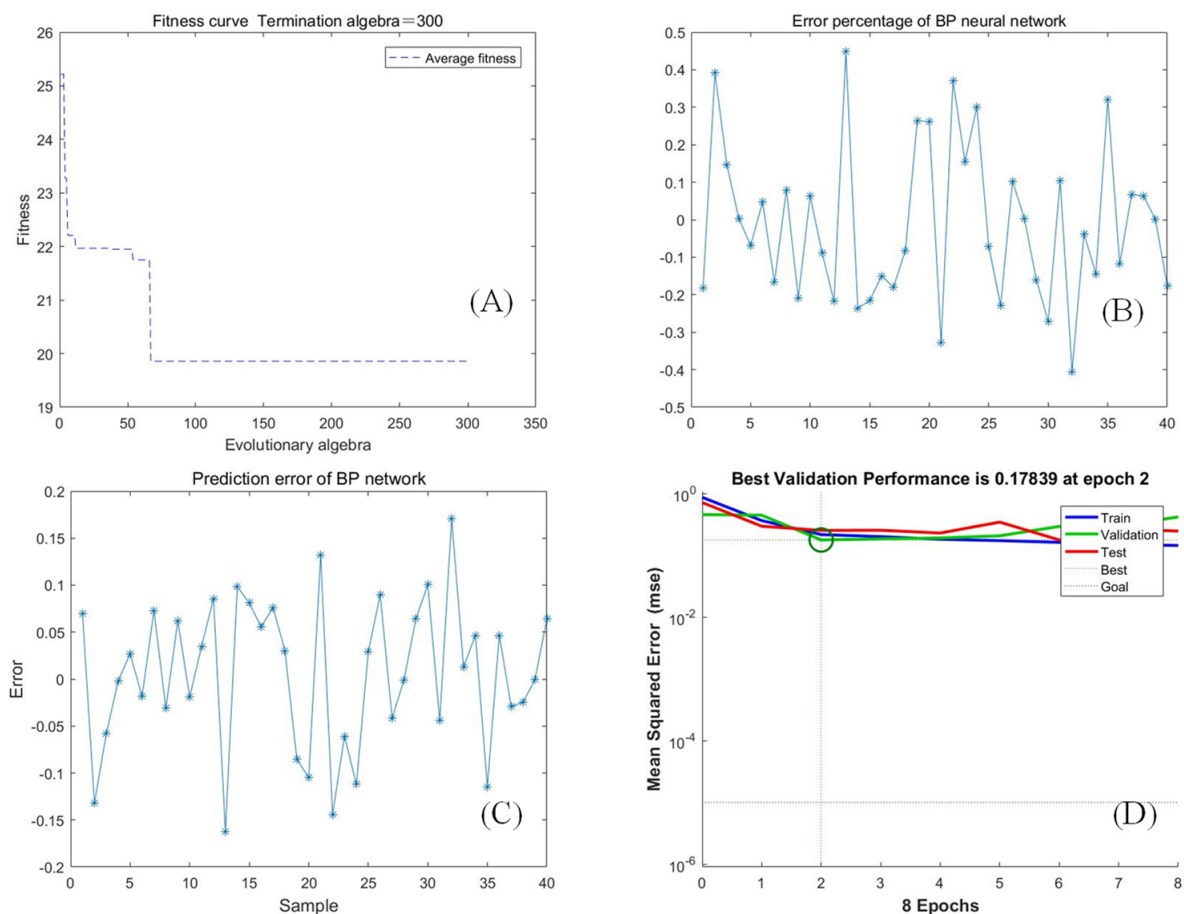 Fitness curve Termination algebra=300
26
25
24
23
22
21
20
19
Fitness
Average fitness
(A)
0 50 100 150 200 250 300 350
Evolutionary algebra
Error percentage of BP neural network
0.5
0.4
0.3
0.2
0.1
0
-0.1
-0.2
-0.3
-0.4
-0.5
(B)
0 5 10 15 20 25 30 35 40
Prediction error of BP network
0.2
0.15
0.1
0.05
0
-0.05
-0.1
-0.15
-0.2
Error
(C)
0 5 10 15 20 25 30 35 40
Sample
Best Validation Performance is 0.17839 at epoch 2
10^0
10^-2
10^-4
10^-6
Mean Squared Error (mse)
Train
Validation
Test
Best
Goal
(D)
0 1 2 3 4 5 6 7 8
8 Epochs